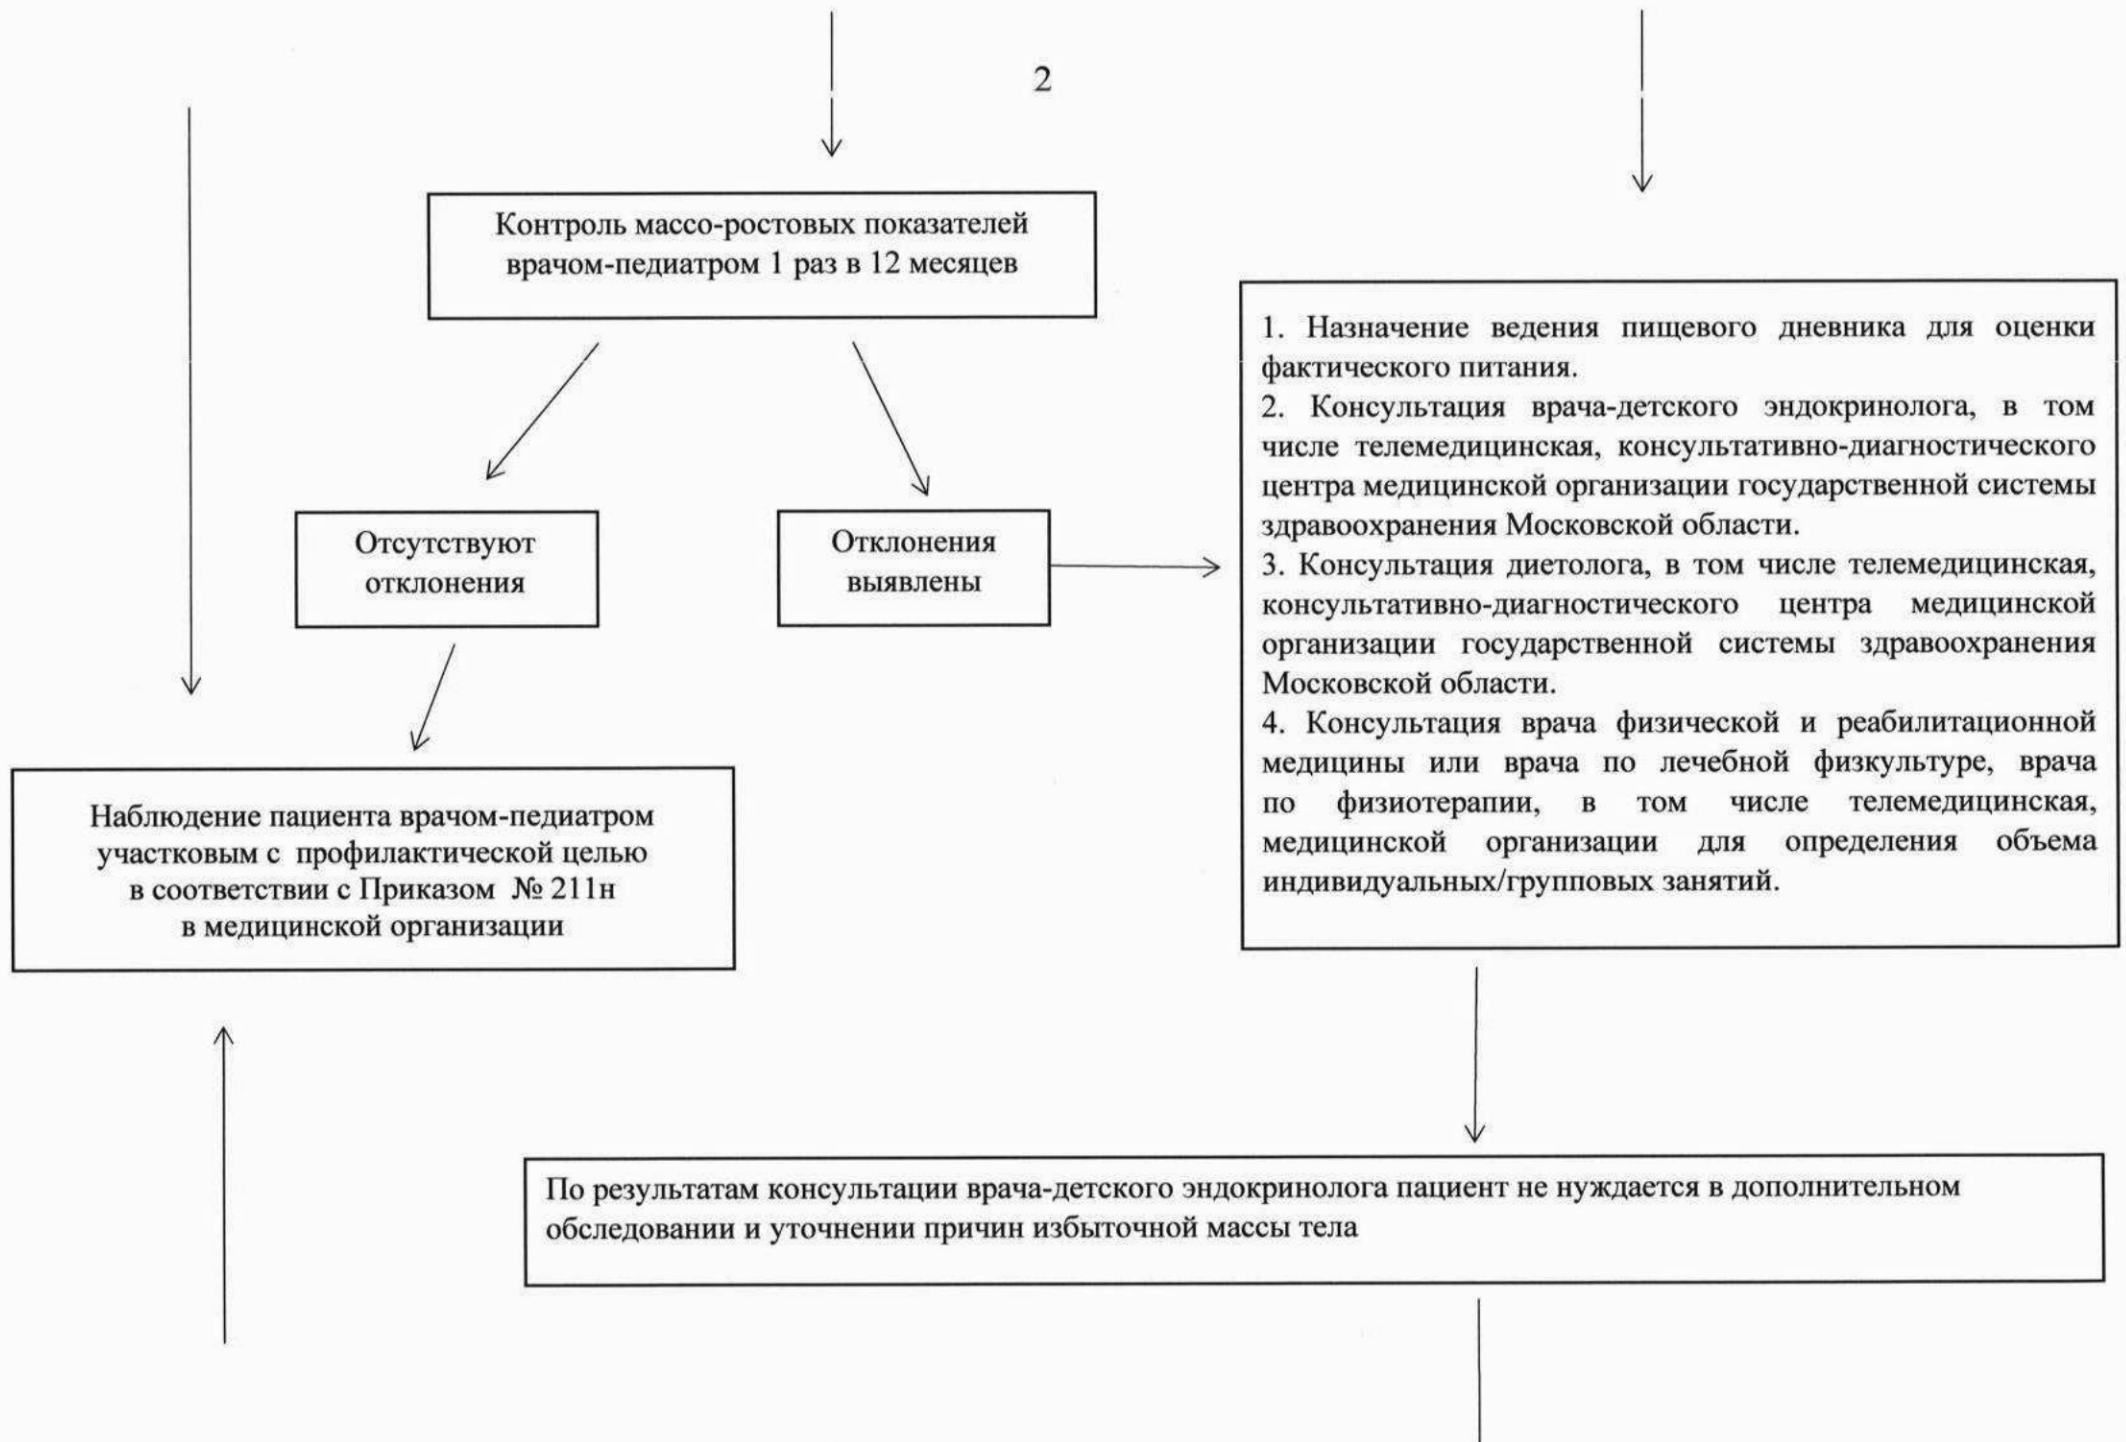 2
Контроль массо-ростовых показателей
врачом-педиатром 1 раз в 12 месяцев
Отсутствуют
отклонения
Отклонения
выявлены
1. Назначение ведения пищевого дневника для оценки
фактического питания.
2. Консультация врача-детского эндокринолога, в том
числе телемедицинская, консультативно-диагностического
центра медицинской организации государственной системы
здравоохранения Московской области.
3. Консультация диетолога, в том числе телемедицинская,
консультативно-диагностического центра медицинской
организации государственной системы здравоохранения
Московской области.
4. Консультация врача физической и реабилитационной
медицины или врача по лечебной физкультуре, врача
по физиотерапии, в том числе телемедицинская,
медицинской организации для определения объема
индивидуальных/групповых занятий.
Наблюдение пациента врачом-педиатром
участковым с профилактической целью
в соответствии с Приказом № 211н
в медицинской организации
По результатам консультации врача-детского эндокринолога пациент не нуждается в дополнительном
обследовании и уточнении причин избыточной массы тела